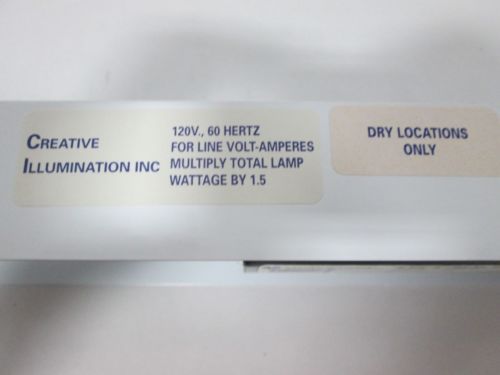 CREATIVE
ILLUMINATION INC
120V., 60 HERTZ
FOR LINE VOLT-AMPERES
MULTIPLY TOTAL LAMP
WATTAGE BY 1.5
DRY LOCATIONS
ONLY